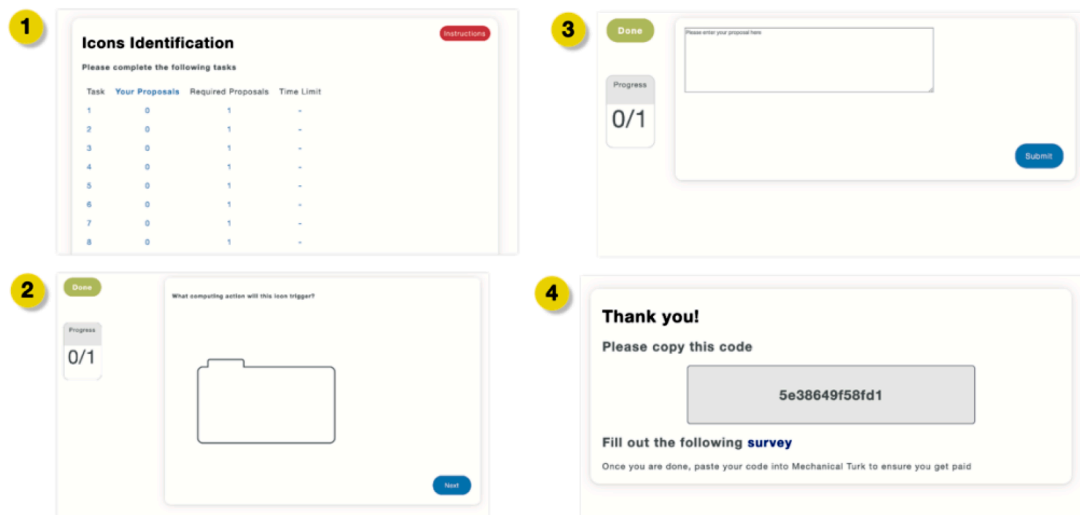 1
Icons Identification
Instructions
Please complete the following tasks
Task Your Proposals Required Proposals Time Limit
1 0 1 -
2 0 1 -
3 0 1 -
4 0 1 -
5 0 1 -
6 0 1 -
7 0 1 -
8 0 1 -
2
Done
Progress
0/1
What computing action will this icon trigger?
Next
3
Done
Progress
0/1
Please enter your proposal here
Submit
4
Thank you!
Please copy this code
5e38649f58fd1
Fill out the following survey
Once you are done, paste your code into Mechanical Turk to ensure you get paid